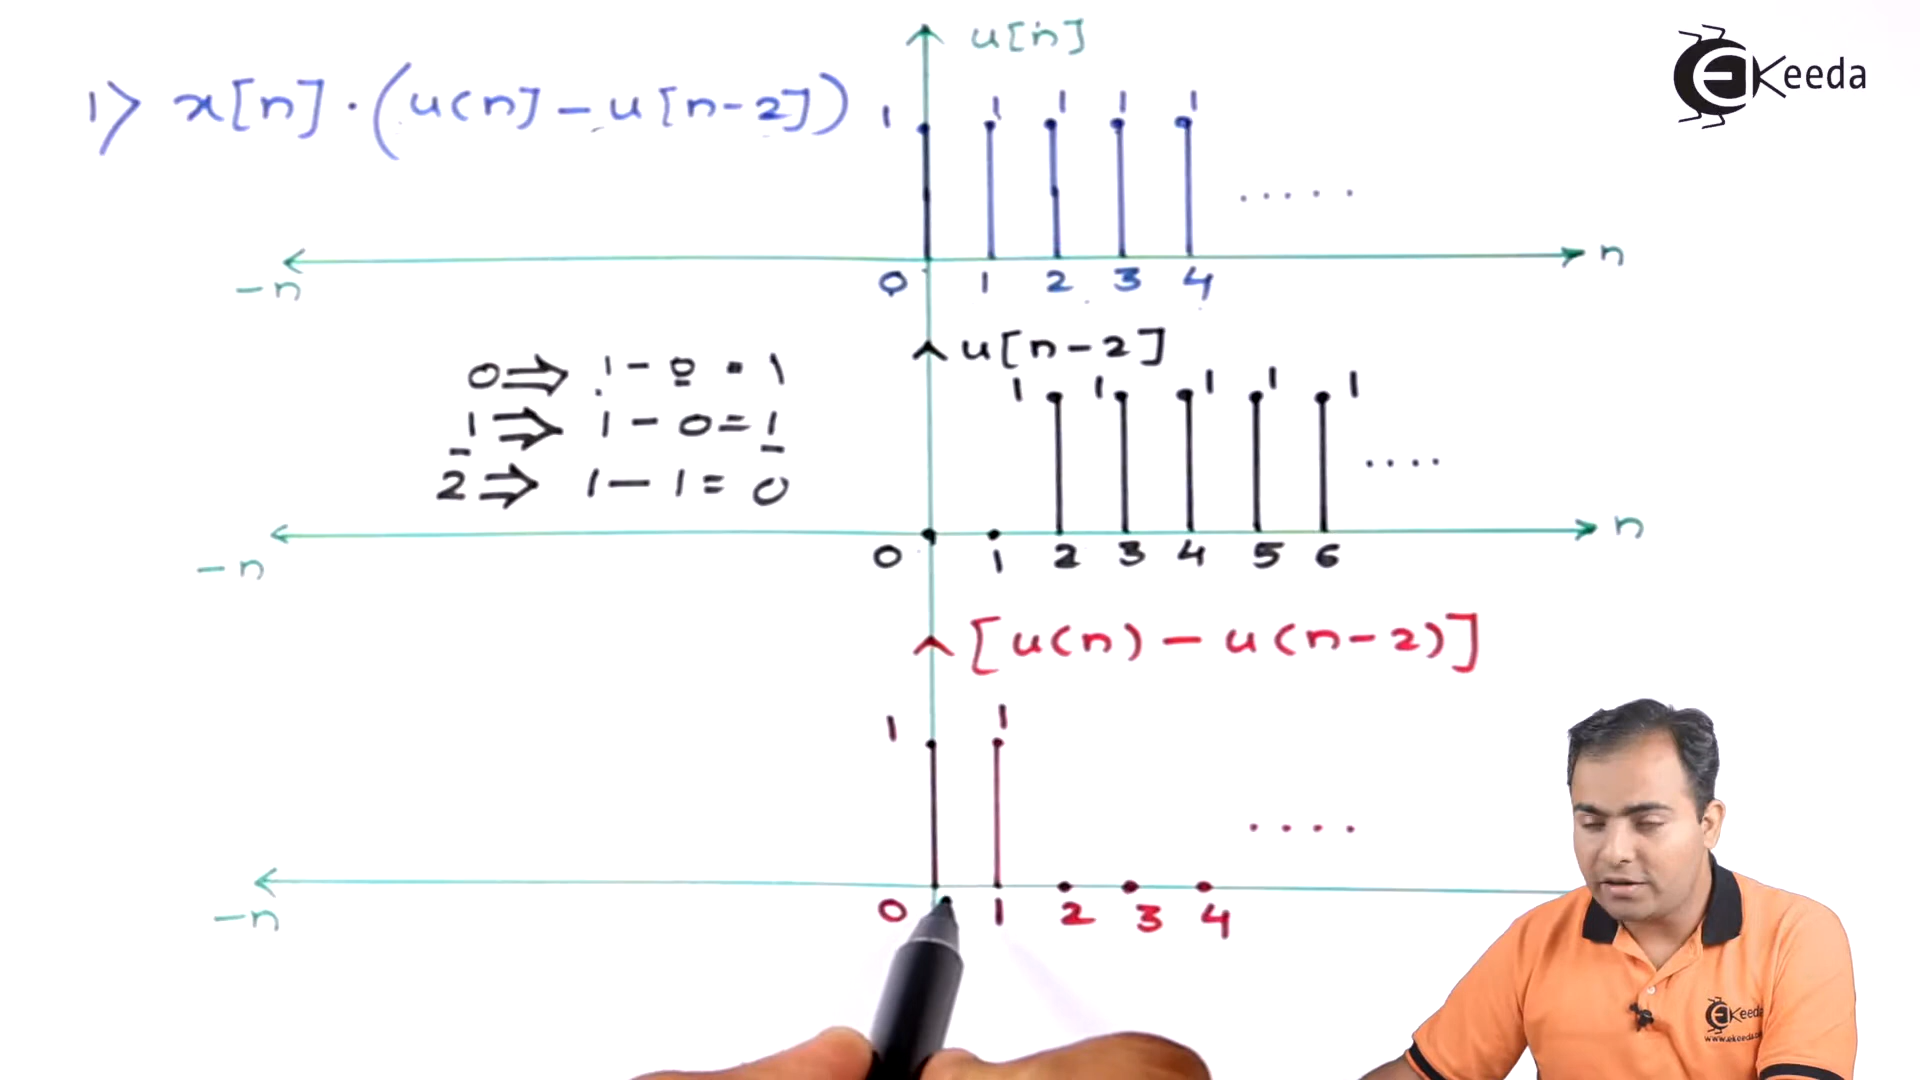 1> x[n] · (u(n] - u[n-2])
u[n]
EKeeda
1 1 1 1 1
.....
-n
n
0 1 2 3 4
u[n-2]
1 1 1 1 1
0 ⇒ 1 - 0 = 1
1 ⇒ 1 - 0 = 1
2 ⇒ 1 - 1 = 0
....
-n
n
0 1 2 3 4 5 6
[u(n) - u(n-2)]
1 1
....
-n
0 1 2 3 4
EKeeda